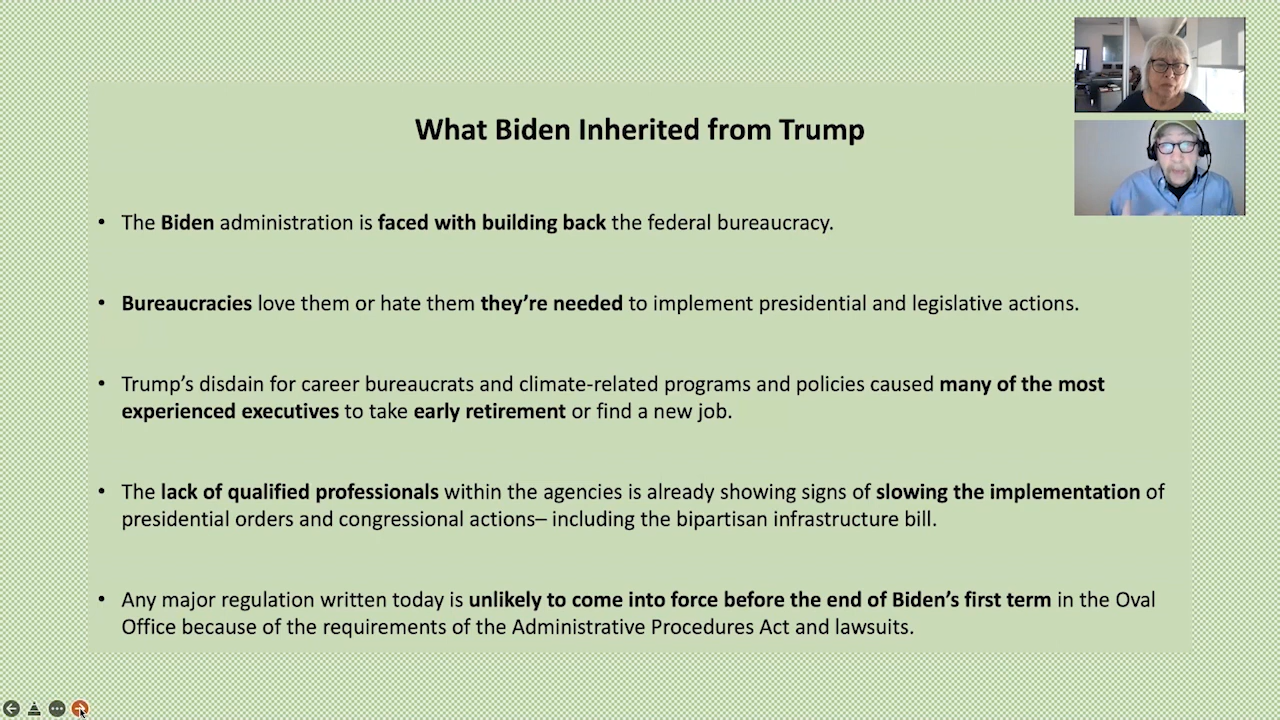 What Biden Inherited from Trump
• The Biden administration is faced with building back the federal bureaucracy.
• Bureaucracies love them or hate them they’re needed to implement presidential and legislative actions.
• Trump’s disdain for career bureaucrats and climate-related programs and policies caused many of the most
experienced executives to take early retirement or find a new job.
• The lack of qualified professionals within the agencies is already showing signs of slowing the implementation of
presidential orders and congressional actions– including the bipartisan infrastructure bill.
• Any major regulation written today is unlikely to come into force before the end of Biden’s first term in the Oval
Office because of the requirements of the Administrative Procedures Act and lawsuits.